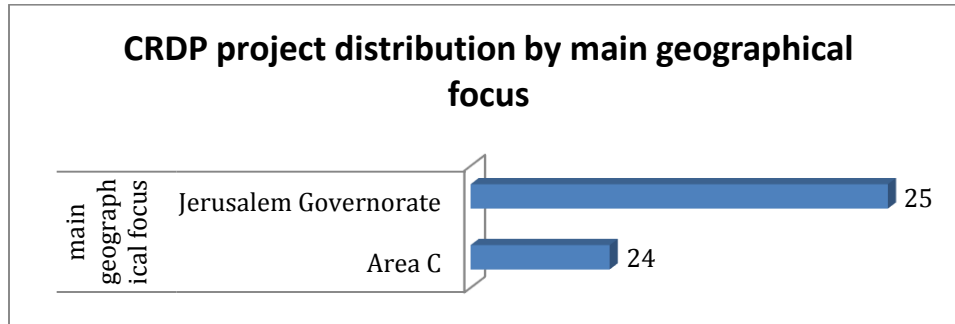 CRDP project distribution by main geographical
focus
main
geograph
ical focus
Jerusalem Governorate
25
Area C
24